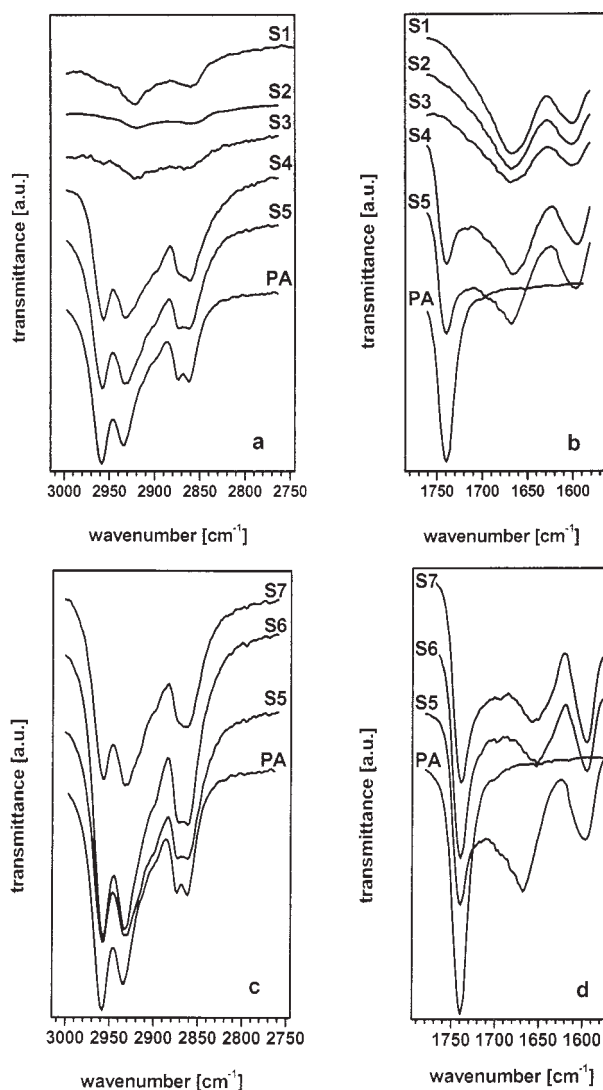 S1
S2
S3
S4
S5
PA
a
transmittance [a.u.]
3000 2950 2900 2850 2800 2750
wavenumber [cm-1]
S1
S2
S3
S4
S5
PA
b
transmittance [a.u.]
1750 1700 1650 1600
wavenumber [cm-1]
S7
S6
S5
PA
c
transmittance [a.u.]
3000 2950 2900 2850 2800 2750
wavenumber [cm-1]
S7
S6
S5
PA
d
transmittance [a.u.]
1750 1700 1650 1600
wavenumber [cm-1]